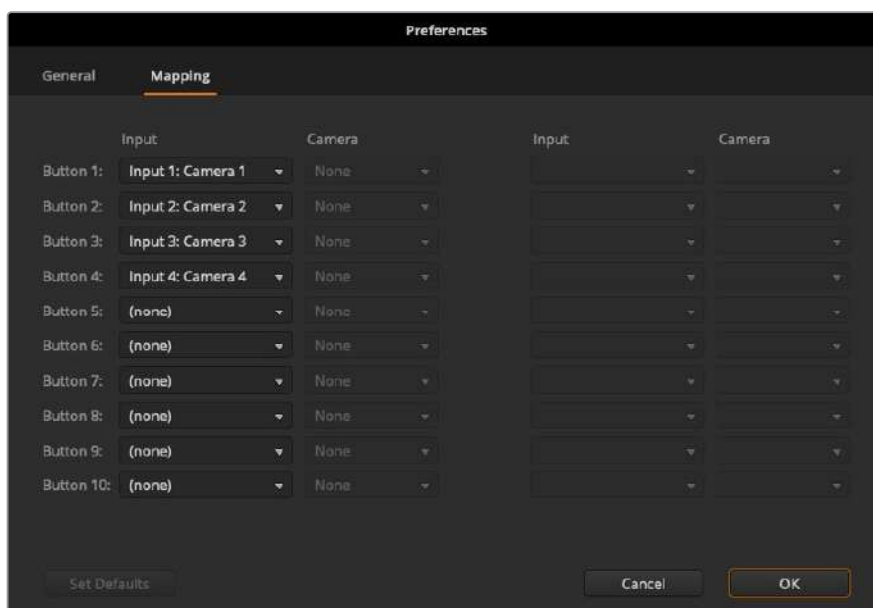 Preferences
General Mapping
Input Camera Input Camera
Button 1: Input 1: Camera 1 None
Button 2: Input 2: Camera 2 None
Button 3: Input 3: Camera 3 None
Button 4: Input 4: Camera 4 None
Button 5: (none) None
Button 6: (none) None
Button 7: (none) None
Button 8: (none) None
Button 9: (none) None
Button 10: (none) None
Set Defaults Cancel OK